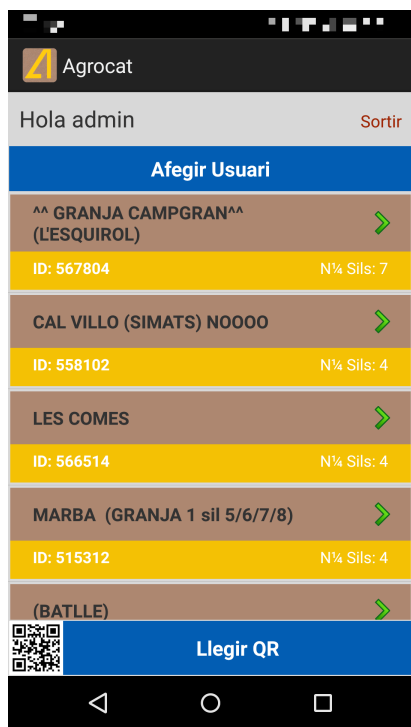 Agrocat
Hola admin
Sortir
Afegir Usuari
^^ GRANJA CAMPGRAN^^
(L'ESQUIROL)
ID: 567804
N¼ Sils: 7
CAL VILLO (SIMATS) NOOOO
ID: 558102
N¼ Sils: 4
LES COMES
ID: 566514
N¼ Sils: 4
MARBA  (GRANJA 1 sil 5/6/7/8)
ID: 515312
N¼ Sils: 4
(BATLLE)
Llegir QR